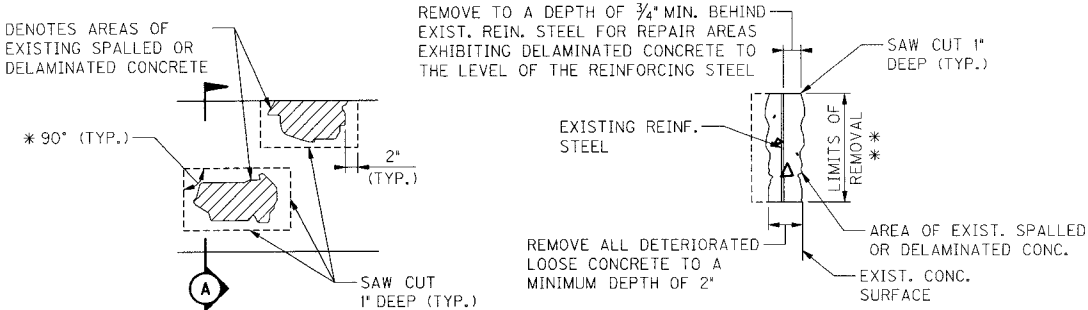 DENOTES AREAS OF
EXISTING SPALLED OR
DELAMINATED CONCRETE
* 90° (TYP.)
2"
(TYP.)
SAW CUT
1" DEEP (TYP.)
A
REMOVE TO A DEPTH OF 3/4" MIN. BEHIND
EXIST. REIN. STEEL FOR REPAIR AREAS
EXHIBITING DELAMINATED CONCRETE TO
THE LEVEL OF THE REINFORCING STEEL
SAW CUT 1"
DEEP (TYP.)
EXISTING REINF.
STEEL
LIMITS OF
REMOVAL
**
AREA OF EXIST. SPALLED
OR DELAMINATED CONC.
REMOVE ALL DETERIORATED
LOOSE CONCRETE TO A
MINIMUM DEPTH OF 2"
EXIST. CONC.
SURFACE